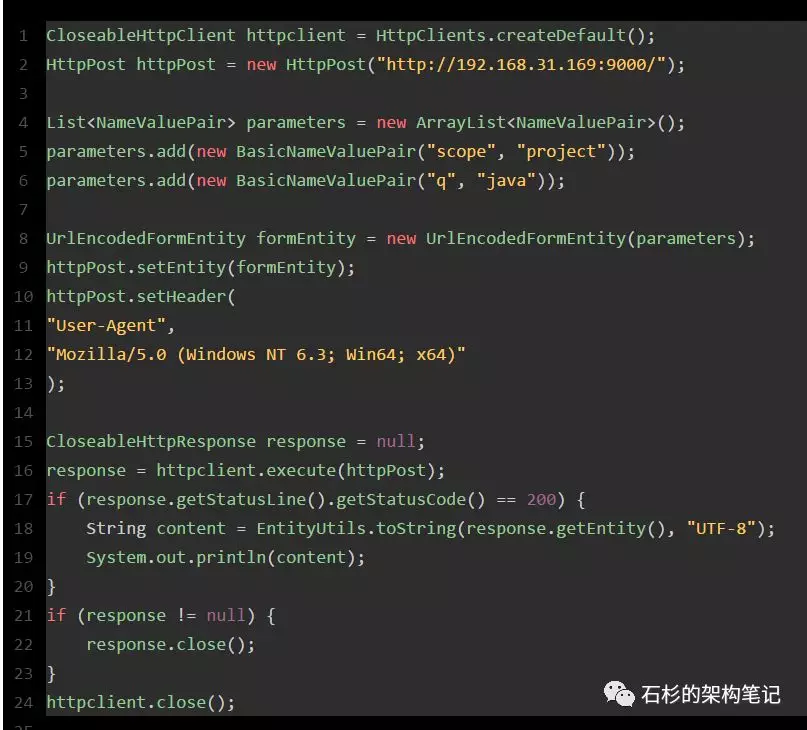 1 CloseableHttpClient httpclient = HttpClients.createDefault();
2 HttpPost httpPost = new HttpPost("http://192.168.31.169:9000/");
3
4 List<NameValuePair> parameters = new ArrayList<NameValuePair>();
5 parameters.add(new BasicNameValuePair("scope", "project"));
6 parameters.add(new BasicNameValuePair("q", "java"));
7
8 UrlEncodedFormEntity formEntity = new UrlEncodedFormEntity(parameters);
9 httpPost.setEntity(formEntity);
10 httpPost.setHeader(
11 "User-Agent",
12 "Mozilla/5.0 (Windows NT 6.3; Win64; x64)"
13 );
14
15 CloseableHttpResponse response = null;
16 response = httpclient.execute(httpPost);
17 if (response.getStatusLine().getStatusCode() == 200) {
18     String content = EntityUtils.toString(response.getEntity(), "UTF-8");
19     System.out.println(content);
20 }
21 if (response != null) {
22     response.close();
23 }
24 httpclient.close();
石杉的架构笔记